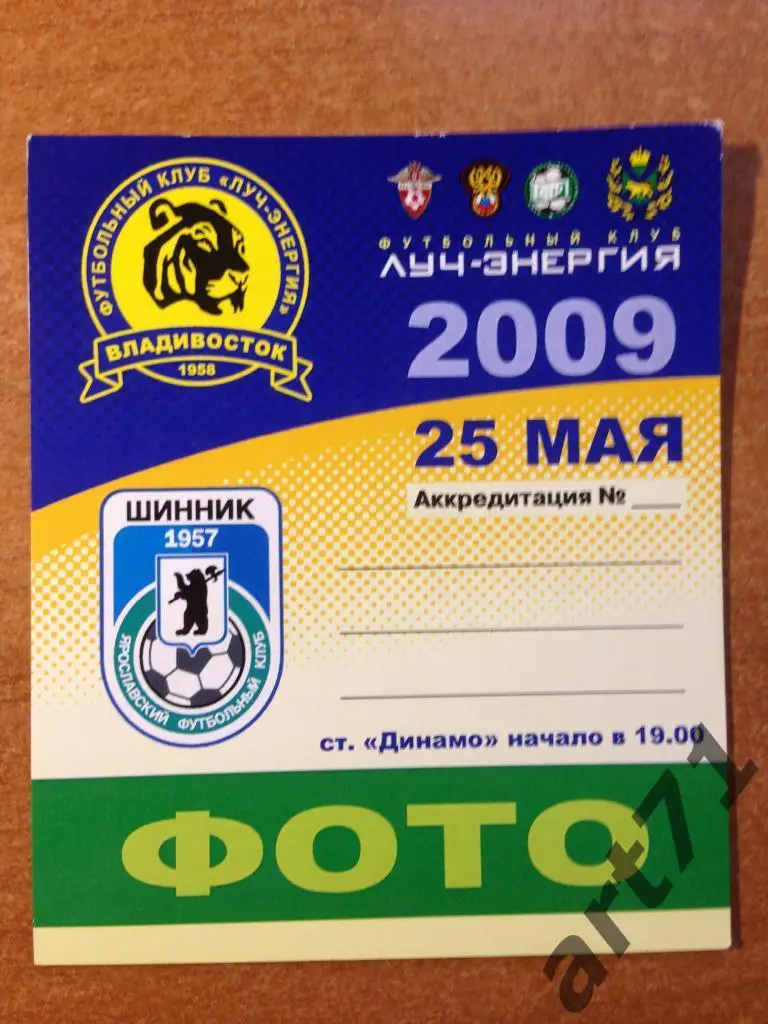 ФУТБОЛЬНЫЙ КЛУБ «ЛУЧ-ЭНЕРГИЯ»
ВЛАДИВОСТОК
1958
ФУТБОЛЬНЫЙ КЛУБ
ЛУЧ-ЭНЕРГИЯ
2009
25 МАЯ
Аккредитация № ___
ШИННИК
1957
ЯРОСЛАВСКИЙ ФУТБОЛЬНЫЙ КЛУБ
ст. «Динамо» начало в 19.00
ФОТО
art71